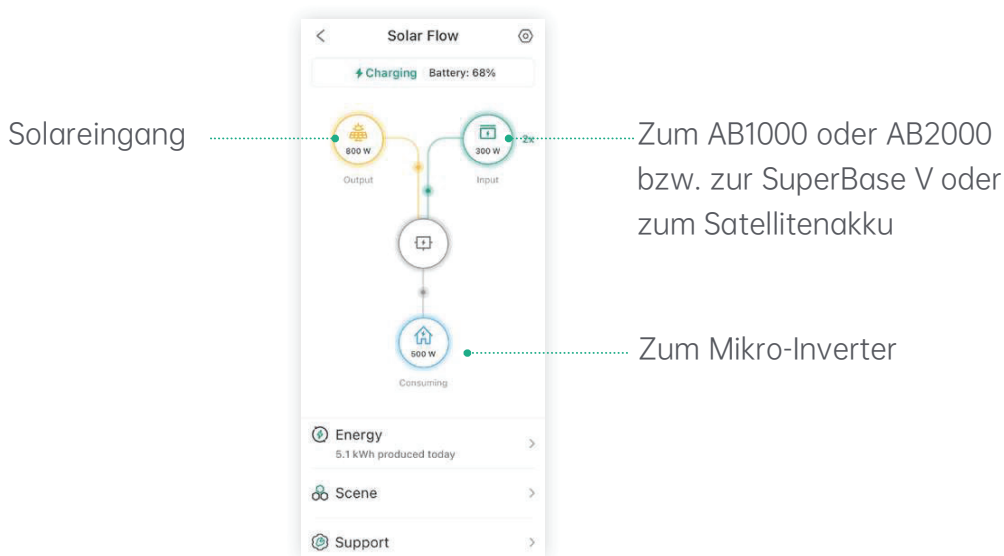 Solar Flow
Charging Battery: 68%
Solareingang
800 W
Output
300 W
2x
Input
Zum AB1000 oder AB2000
bzw. zur SuperBase V oder
zum Satellitenakku
500 W
Consuming
Zum Mikro-Inverter
Energy
5.1 kWh produced today
Scene
Support